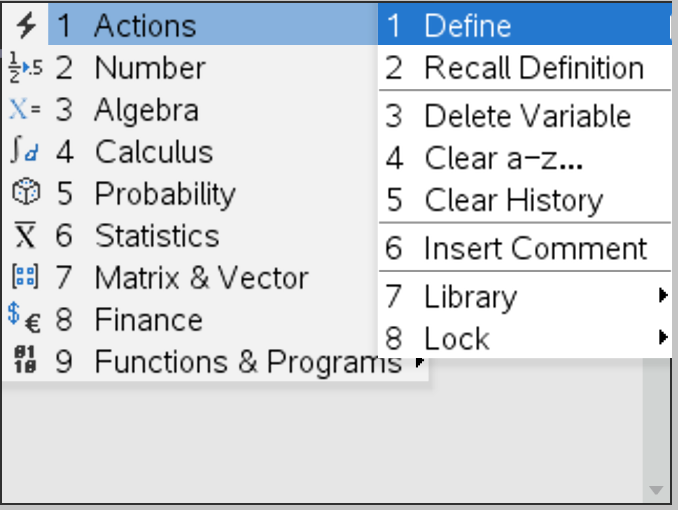 1 Actions
2 Number
3 Algebra
4 Calculus
5 Probability
6 Statistics
7 Matrix & Vector
8 Finance
9 Functions & Programs
1 Define
2 Recall Definition
3 Delete Variable
4 Clear a−z...
5 Clear History
6 Insert Comment
7 Library
8 Lock